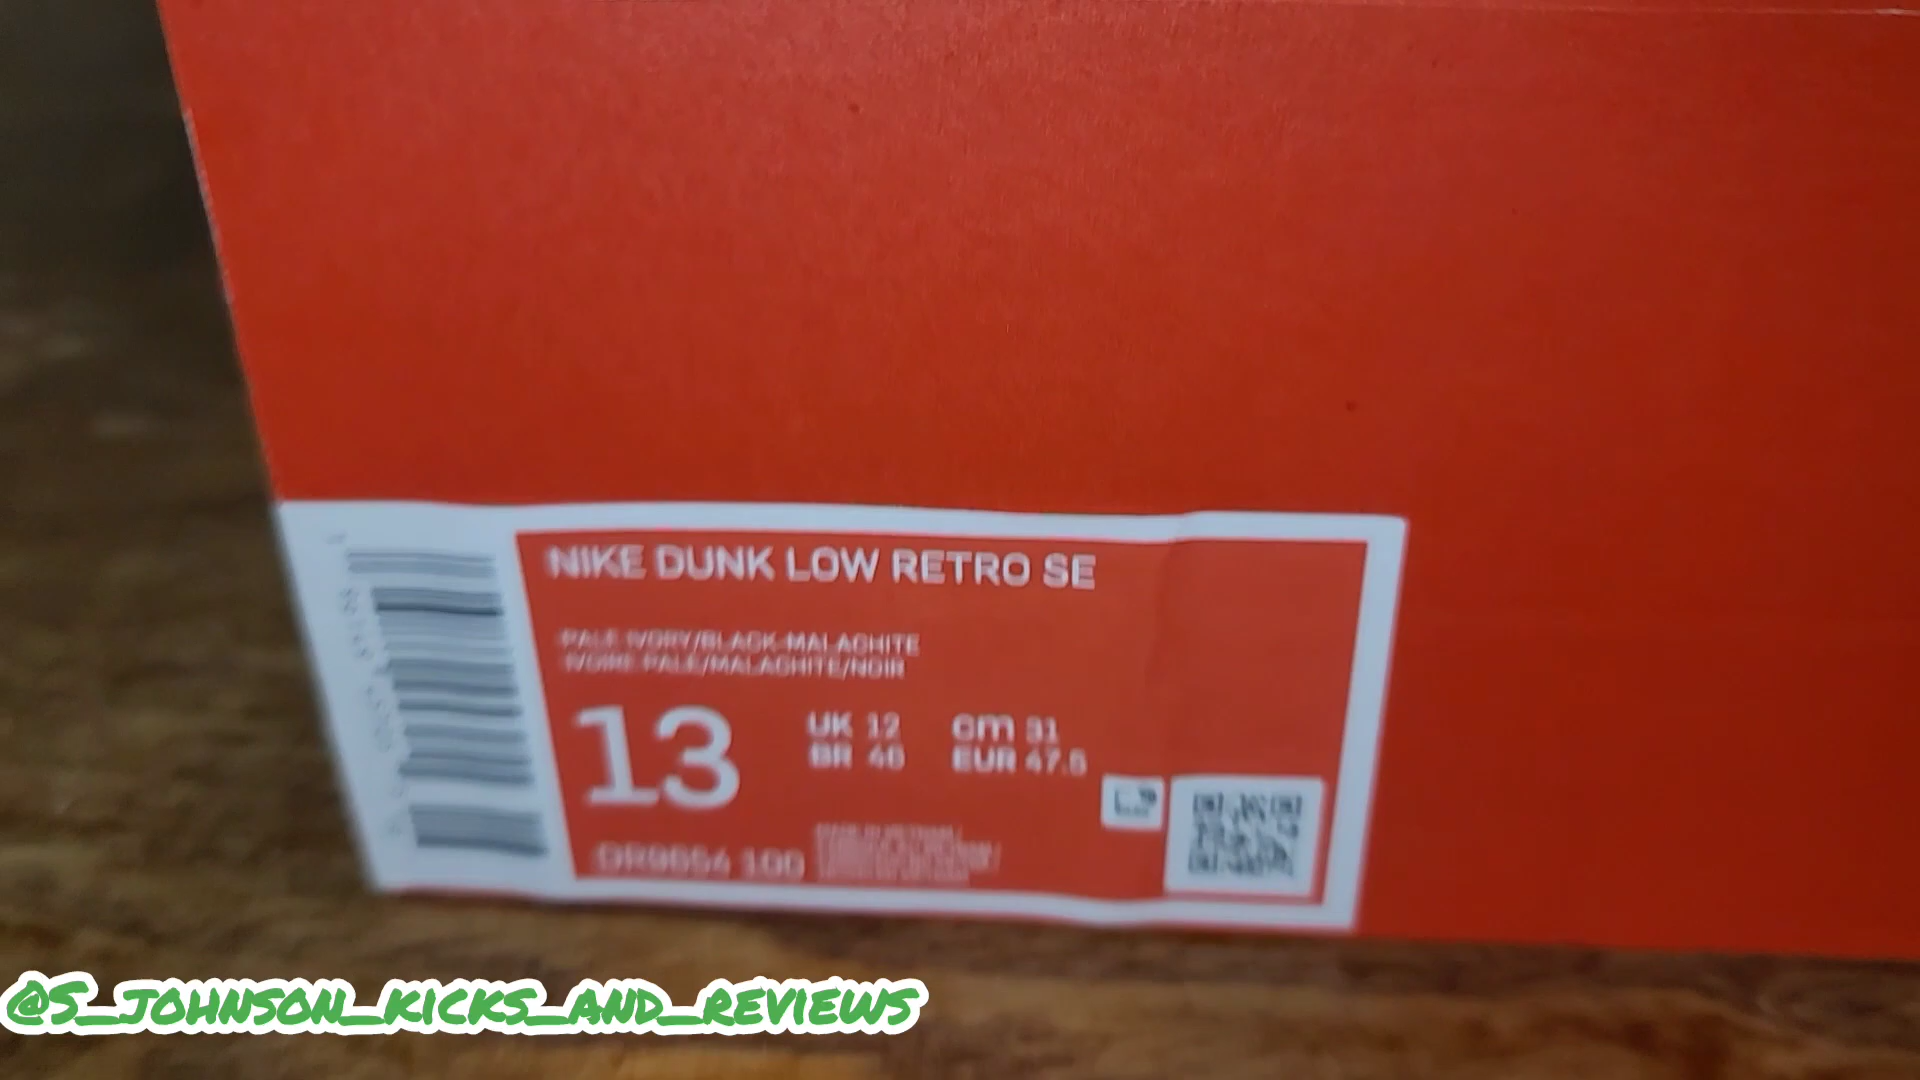 NIKE DUNK LOW RETRO SE
PALE IVORY/BLACK-MALACHITE
IVOIRE PALE/MALACHITE/NOIR
13
UK 12 cm 31
BR 46 EUR 47.5
100
@S_JOHNSON_KICKS_AND_REVIEWS